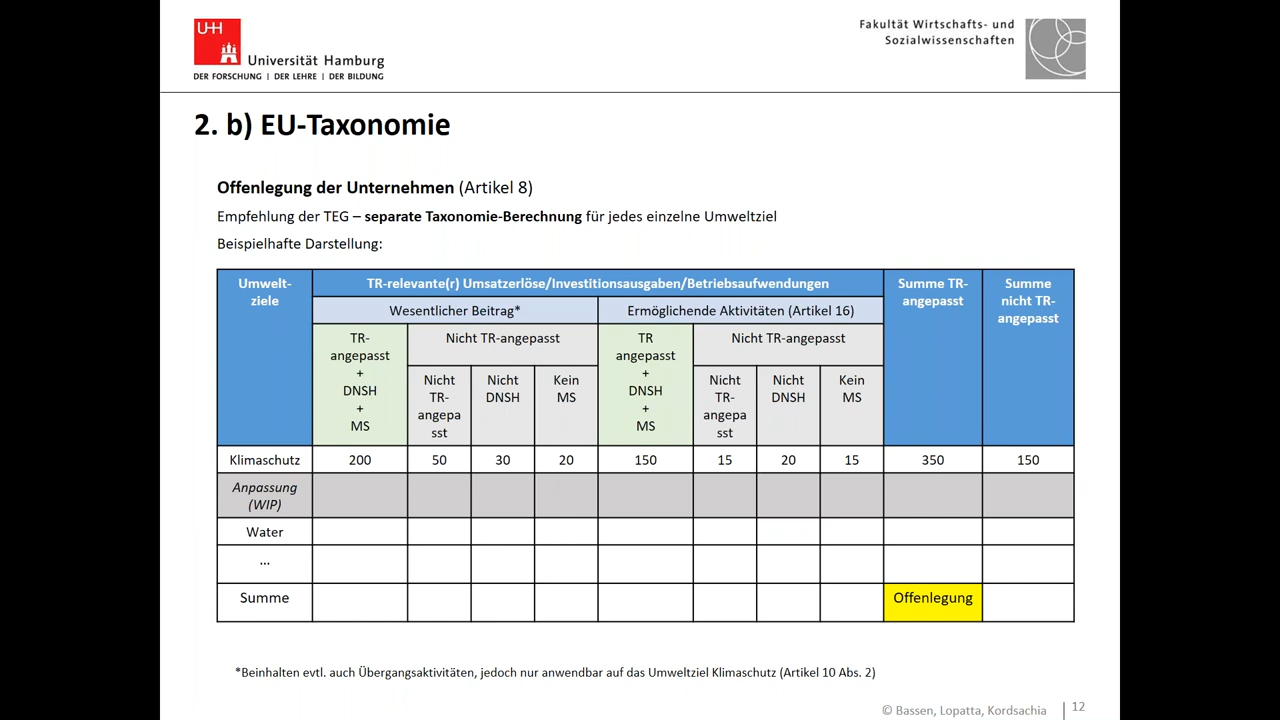 UHH
Universität Hamburg
DER FORSCHUNG | DER LEHRE | DER BILDUNG
Fakultät Wirtschafts- und
Sozialwissenschaften
2. b) EU-Taxonomie
Offenlegung der Unternehmen (Artikel 8)
Empfehlung der TEG – separate Taxonomie-Berechnung für jedes einzelne Umweltziel
Beispielhafte Darstellung:
Umwelt-
ziele
TR-relevante(r) Umsatzerlöse/Investitionsausgaben/Betriebsaufwendungen
Summe TR-
angepasst
Summe
nicht TR-
angepasst
Wesentlicher Beitrag*
Ermöglichende Aktivitäten (Artikel 16)
TR-
angepasst
+
DNSH
+
MS
Nicht TR-angepasst
TR
angepasst
+
DNSH
+
MS
Nicht TR-angepasst
Nicht
TR-
angepa
sst
Nicht
DNSH
Kein
MS
Nicht
TR-
angepa
sst
Nicht
DNSH
Kein
MS
Klimaschutz 200 50 30 20 150 15 20 15 350 150
Anpassung
(WIP)
Water
...
Summe Offenlegung
*Beinhalten evtl. auch Übergangsaktivitäten, jedoch nur anwendbar auf das Umweltziel Klimaschutz (Artikel 10 Abs. 2)
© Bassen, Lopatta, Kordsachia | 12